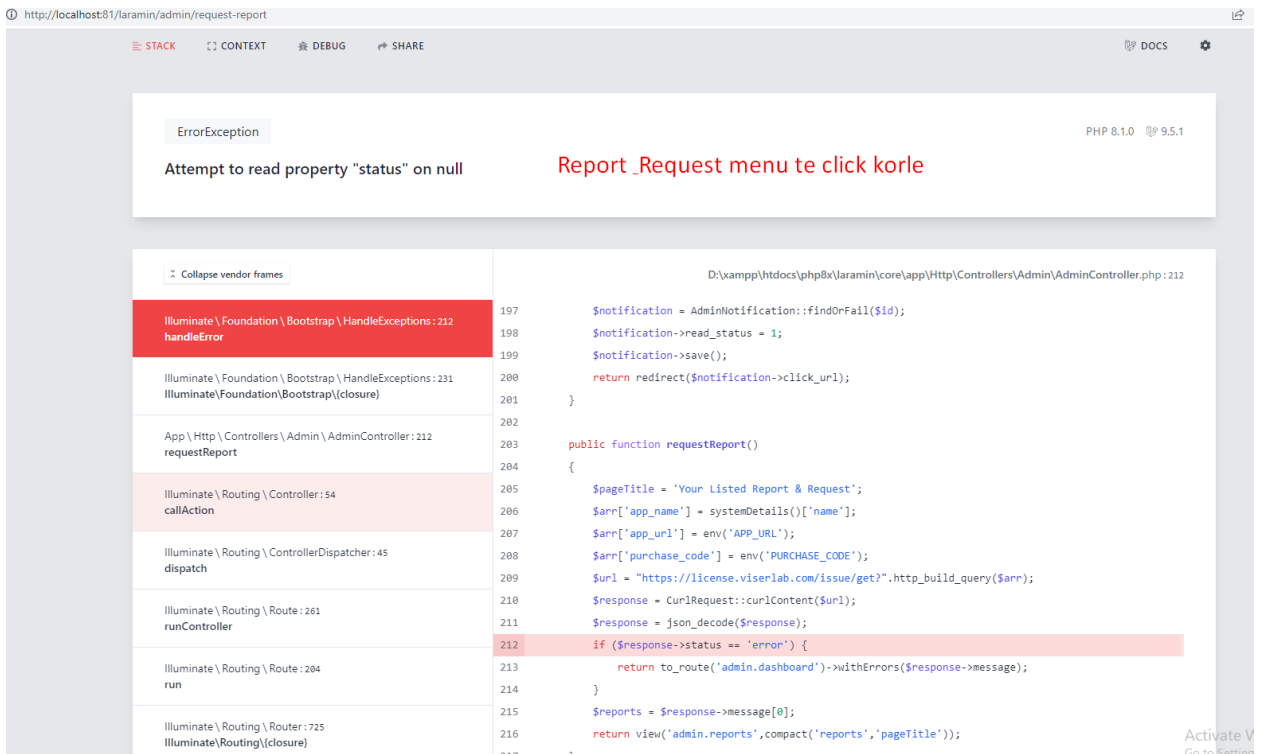 http://localhost:81/laramin/admin/request-report
STACK CONTEXT DEBUG SHARE DOCS
ErrorException PHP 8.1.0 9.5.1
Attempt to read property "status" on null Report _Request menu te click korle
Collapse vendor frames
Illuminate \ Foundation \ Bootstrap \ HandleExceptions : 212
handleError
Illuminate \ Foundation \ Bootstrap \ HandleExceptions : 231
Illuminate\Foundation\Bootstrap\{closure}
App \ Http \ Controllers \ Admin \ AdminController : 212
requestReport
Illuminate \ Routing \ Controller : 54
callAction
Illuminate \ Routing \ ControllerDispatcher : 45
dispatch
Illuminate \ Routing \ Route : 261
runController
Illuminate \ Routing \ Route : 204
run
Illuminate \ Routing \ Router : 725
Illuminate\Routing\{closure}
D:\xampp\htdocs\php8x\laramin\core\app\Http\Controllers\Admin\AdminController.php : 212
197 $notification = AdminNotification::findOrFail($id);
198 $notification->read_status = 1;
199 $notification->save();
200 return redirect($notification->click_url);
201 }
202
203 public function requestReport()
204 {
205 $pageTitle = 'Your Listed Report & Request';
206 $arr['app_name'] = systemDetails()['name'];
207 $arr['app_url'] = env('APP_URL');
208 $arr['purchase_code'] = env('PURCHASE_CODE');
209 $url = "https://license.viserlab.com/issue/get?".http_build_query($arr);
210 $response = CurlRequest::curlContent($url);
211 $response = json_decode($response);
212 if ($response->status == 'error') {
213 return to_route('admin.dashboard')->withErrors($response->message);
214 }
215 $reports = $response->message[0];
216 return view('admin.reports',compact('reports','pageTitle'));
Activate W